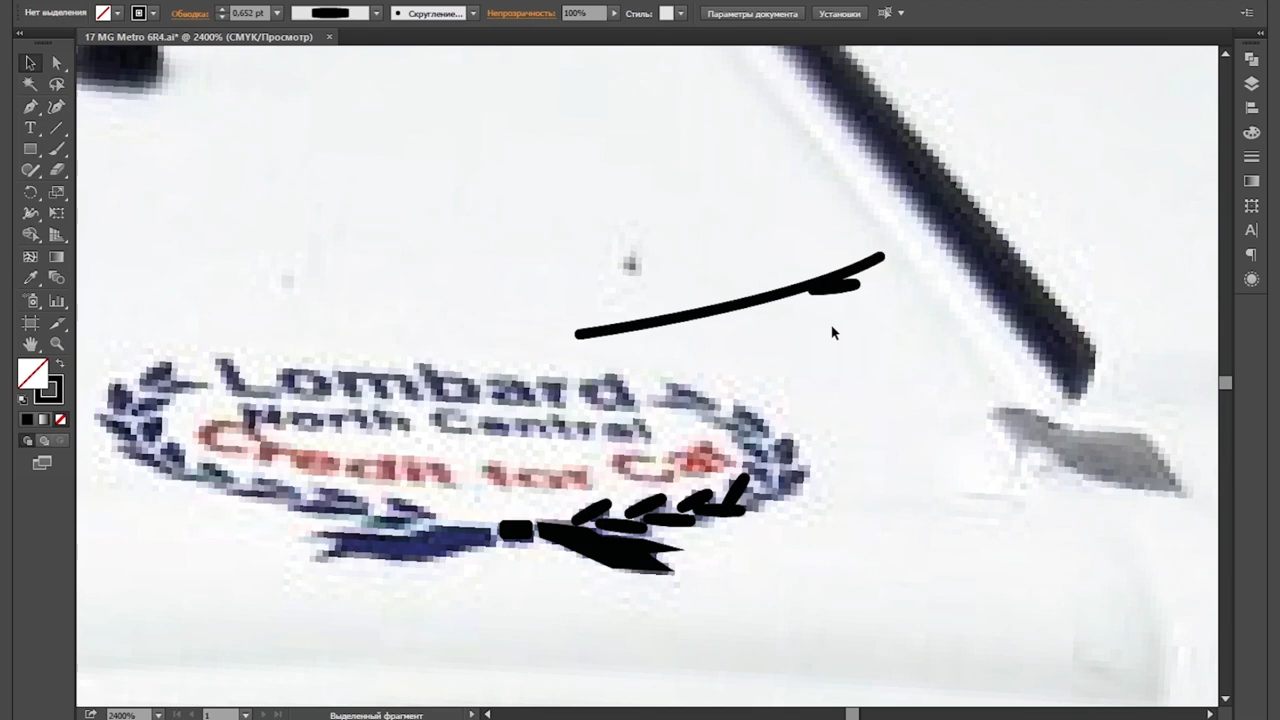 Нет выделения
Обводка:
0,652 pt
Скругление...
Непрозрачность:
100%
Стиль:
Параметры документа
Установки
17 MG Metro 6R4.ai* @ 2400% (CMYK/Просмотр)
Lombard
North Central
Credit
2400%
1
Выделенный фрагмент